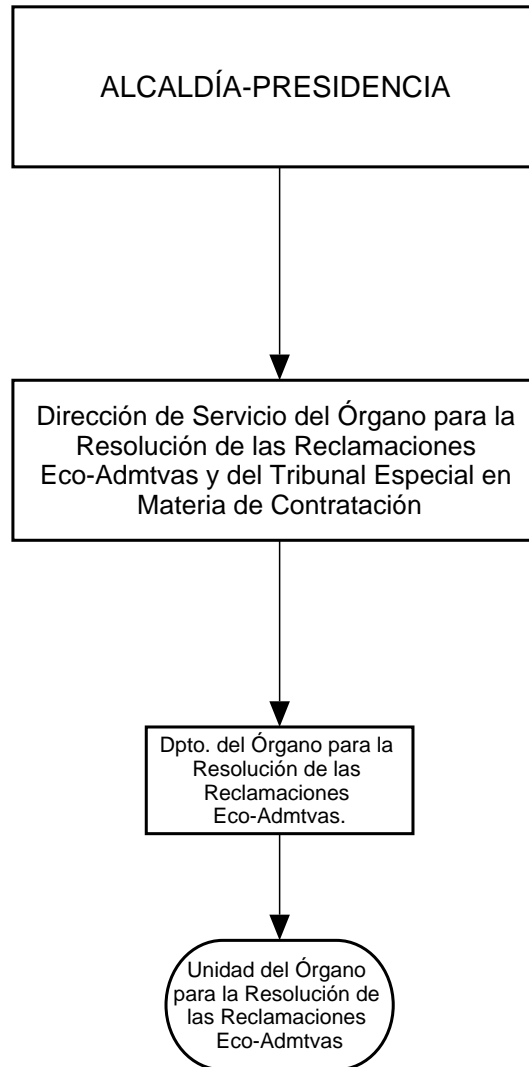 ALCALDÍA-PRESIDENCIA
Dirección de Servicio del Órgano para la
Resolución de las Reclamaciones
Eco-Admtvas y del Tribunal Especial en
Materia de Contratación
Dpto. del Órgano para la
Resolución de las
Reclamaciones
Eco-Admtvas.
Unidad del Órgano
para la Resolución de
las Reclamaciones
Eco-Admtvas